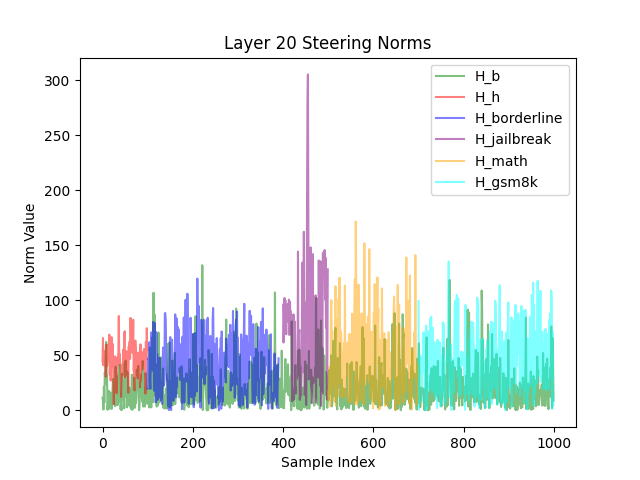 Layer 20 Steering Norms
Norm Value
300
250
200
150
100
50
0
H_b
H_h
H_borderline
H_jailbreak
H_math
H_gsm8k
0 200 400 600 800 1000
Sample Index